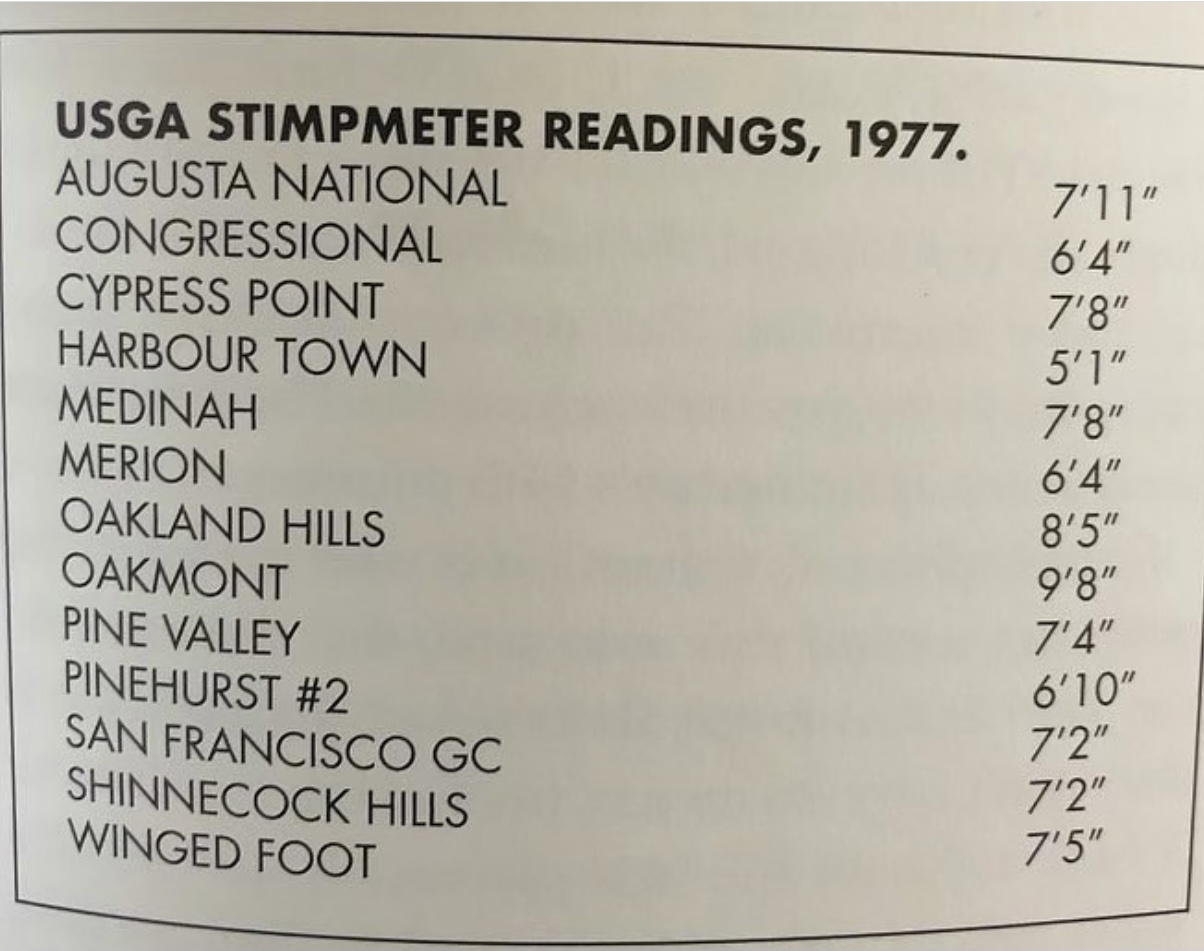 USGA STIMPMETER READINGS, 1977.
AUGUSTA NATIONAL 7'11"
CONGRESSIONAL 6'4"
CYPRESS POINT 7'8"
HARBOUR TOWN 5'1"
MEDINAH 7'8"
MERION 6'4"
OAKLAND HILLS 8'5"
OAKMONT 9'8"
PINE VALLEY 7'4"
PINEHURST #2 6'10"
SAN FRANCISCO GC 7'2"
SHINNECOCK HILLS 7'2"
WINGED FOOT 7'5"